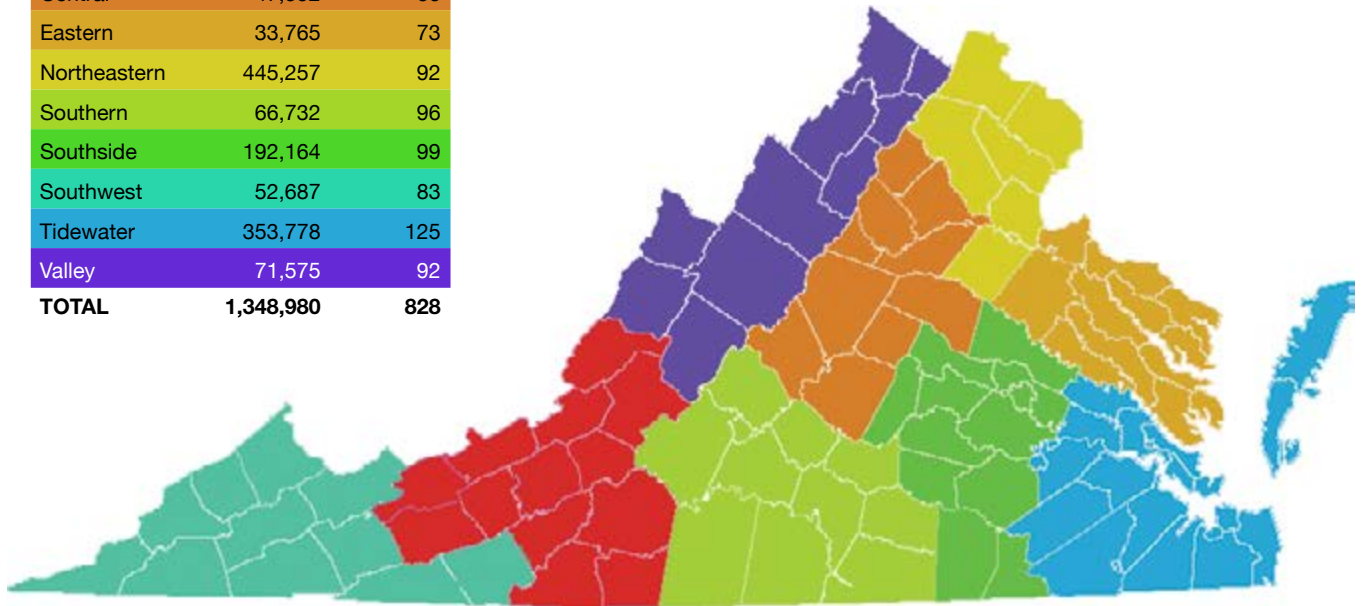 Central
Eastern 33,765 73
Northeastern 445,257 92
Southern 66,732 96
Southside 192,164 99
Southwest 52,687 83
Tidewater 353,778 125
Valley 71,575 92
TOTAL 1,348,980 828